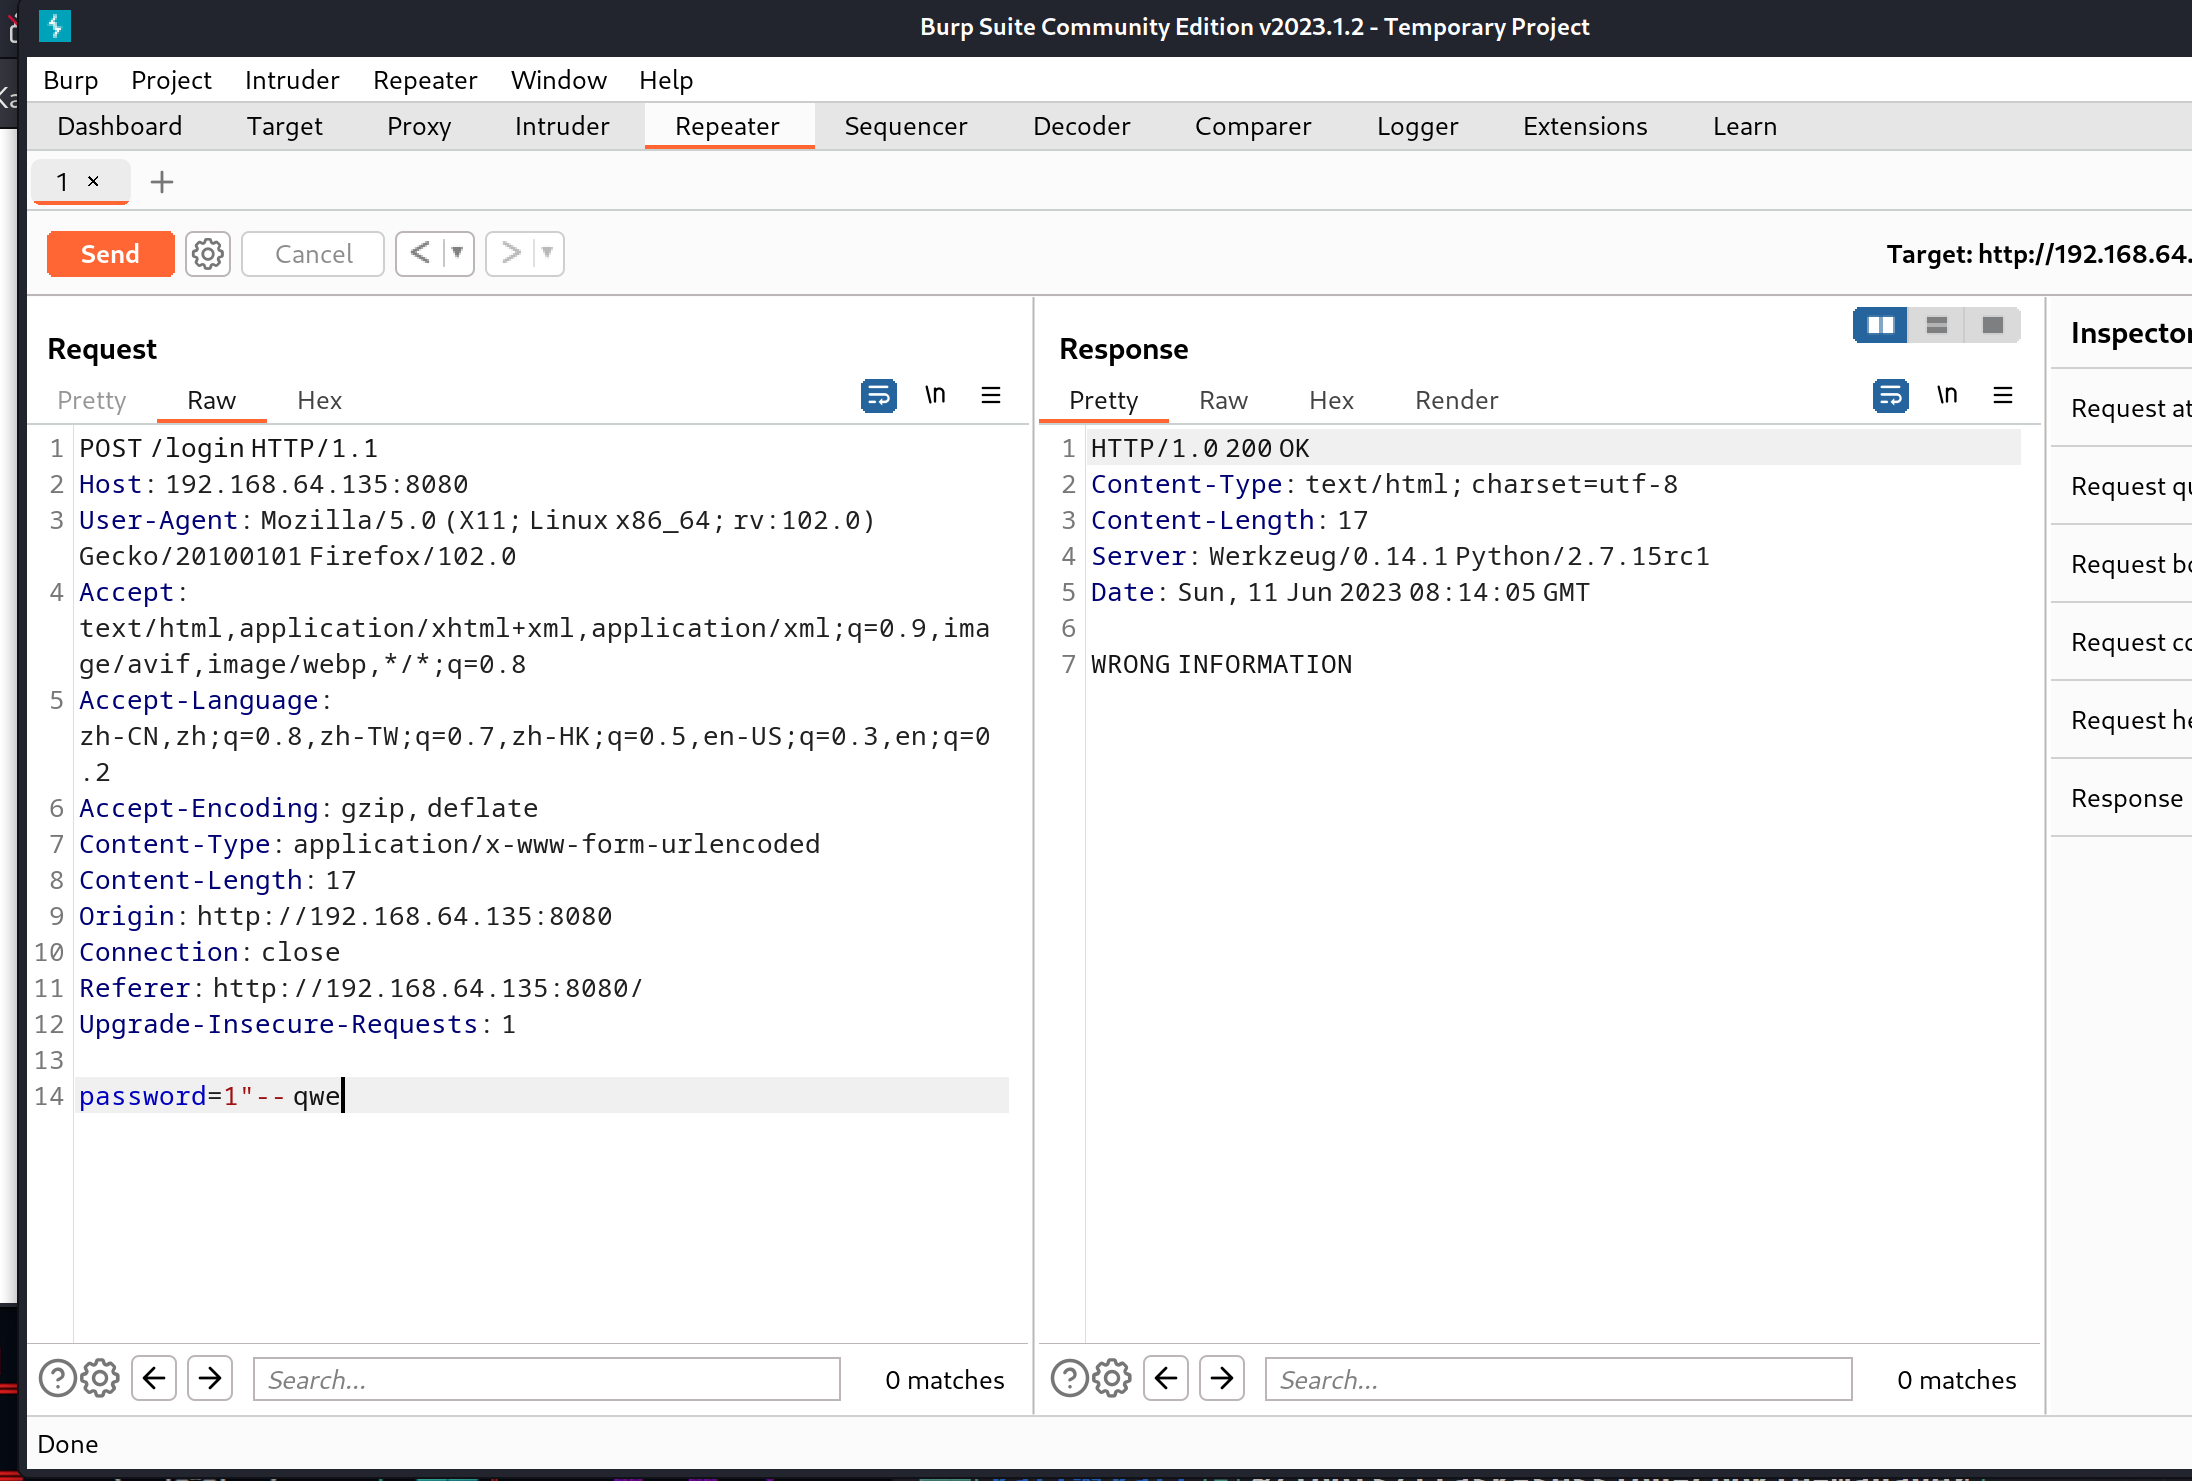 Burp Suite Community Edition v2023.1.2 - Temporary Project
Burp Project Intruder Repeater Window Help
Dashboard Target Proxy Intruder Repeater Sequencer Decoder Comparer Logger Extensions Learn
1 × +
Send Cancel < ▼ > ▼ Target: http://192.168.64.
Request
Pretty Raw Hex \n
1 POST /login HTTP/1.1
2 Host: 192.168.64.135:8080
3 User-Agent: Mozilla/5.0 (X11; Linux x86_64; rv:102.0)
Gecko/20100101 Firefox/102.0
4 Accept:
text/html,application/xhtml+xml,application/xml;q=0.9,ima
ge/avif,image/webp,*/*;q=0.8
5 Accept-Language:
zh-CN,zh;q=0.8,zh-TW;q=0.7,zh-HK;q=0.5,en-US;q=0.3,en;q=0
.2
6 Accept-Encoding: gzip, deflate
7 Content-Type: application/x-www-form-urlencoded
8 Content-Length: 17
9 Origin: http://192.168.64.135:8080
10 Connection: close
11 Referer: http://192.168.64.135:8080/
12 Upgrade-Insecure-Requests: 1
13
14 password=1"-- qwe
Search...
0 matches
Response
Pretty Raw Hex Render \n
1 HTTP/1.0 200 OK
2 Content-Type: text/html; charset=utf-8
3 Content-Length: 17
4 Server: Werkzeug/0.14.1 Python/2.7.15rc1
5 Date: Sun, 11 Jun 2023 08:14:05 GMT
6
7 WRONG INFORMATION
Search...
0 matches
Inspector
Request at
Request qu
Request bo
Request co
Request he
Response
Done